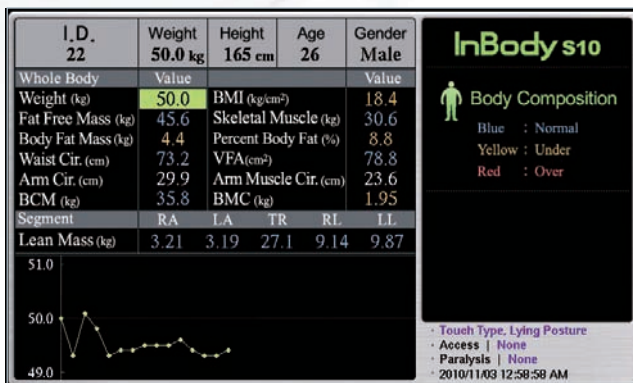 I.D. Weight Height Age Gender
22 50.0 kg 165 cm 26 Male
Whole Body Value Value
Weight (kg) 50.0 BMI (kg/cm²) 18.4
Fat Free Mass (kg) 45.6 Skeletal Muscle (kg) 30.6
Body Fat Mass (kg) 4.4 Percent Body Fat (%) 8.8
Waist Cir. (cm) 73.2 VFA(cm²) 78.8
Arm Cir. (cm) 29.9 Arm Muscle Cir. (cm) 23.6
BCM (kg) 35.8 BMC (kg) 1.95
Segment RA LA TR RL LL
Lean Mass (kg) 3.21 3.19 27.1 9.14 9.87
51.0
50.0
49.0
InBody S10
Body Composition
Blue : Normal
Yellow : Under
Red : Over
· Touch Type, Lying Posture
· Access | None
· Paralysis | None
· 2010/11/03 12:58:58 AM